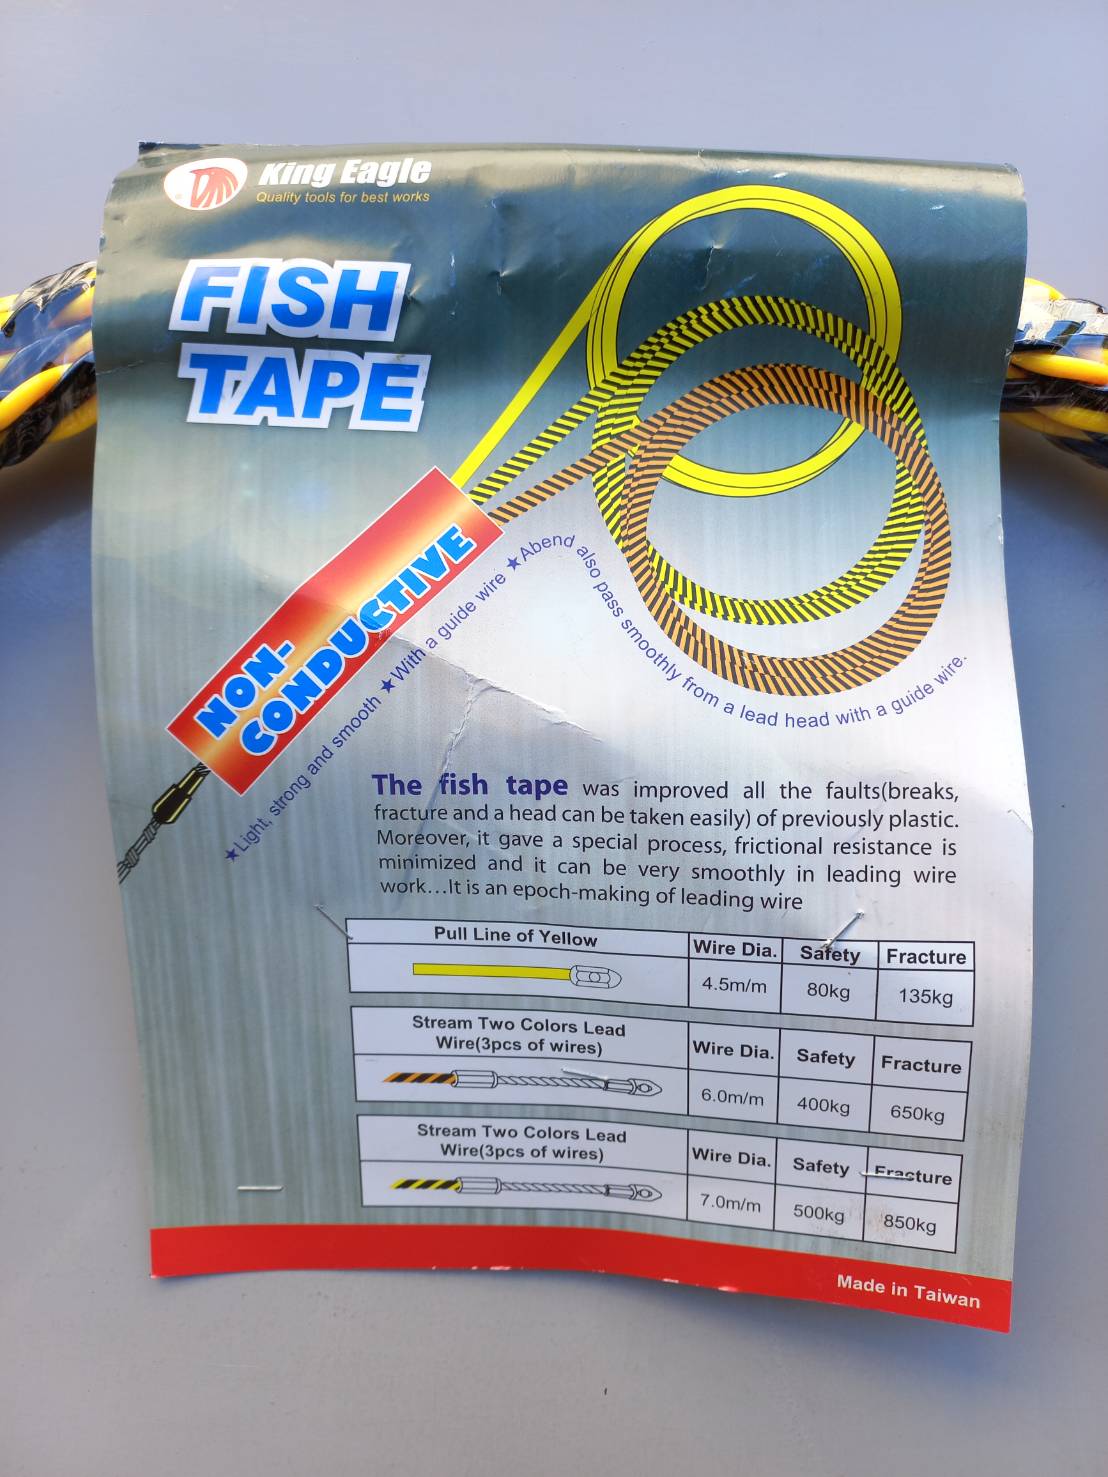 King Eagle
Quality tools for best works
FISH
TAPE
NON-
CONDUCTIVE
★Light, strong and smooth ★With a guide wire ★Abend also pass smoothly from a lead head with a guide wire.
The fish tape was improved all the faults(breaks,
fracture and a head can be taken easily) of previously plastic.
Moreover, it gave a special process, frictional resistance is
minimized and it can be very smoothly in leading wire
work...It is an epoch-making of leading wire
Pull Line of Yellow Wire Dia. Safety Fracture
4.5m/m 80kg 135kg
Stream Two Colors Lead
Wire(3pcs of wires) Wire Dia. Safety Fracture
6.0m/m 400kg 650kg
Stream Two Colors Lead
Wire(3pcs of wires) Wire Dia. Safety Fracture
7.0m/m 500kg 850kg
Made in Taiwan